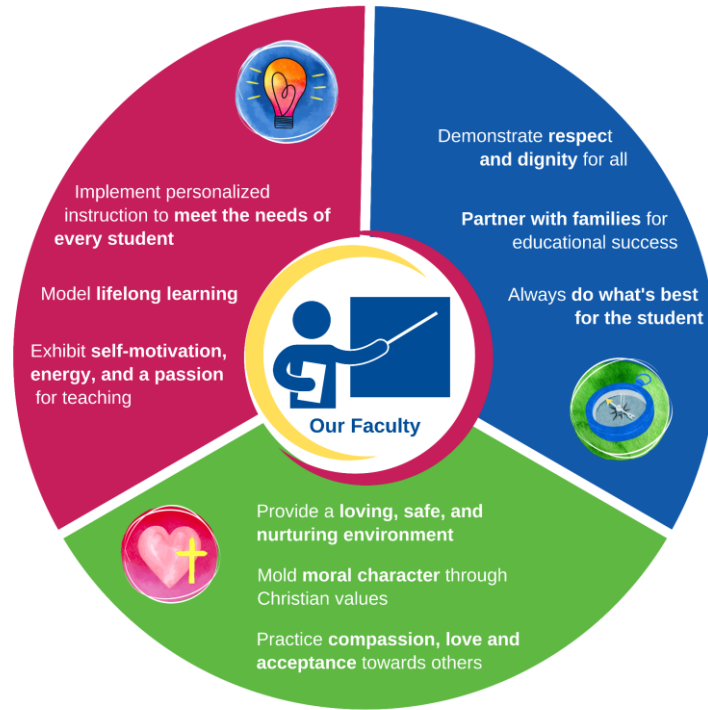 Implement personalized
instruction to meet the needs of
every student
Model lifelong learning
Exhibit self-motivation,
energy, and a passion
for teaching
Demonstrate respect
and dignity for all
Partner with families for
educational success
Always do what's best
for the student
Our Faculty
Provide a loving, safe, and
nurturing environment
Mold moral character through
Christian values
Practice compassion, love and
acceptance towards others